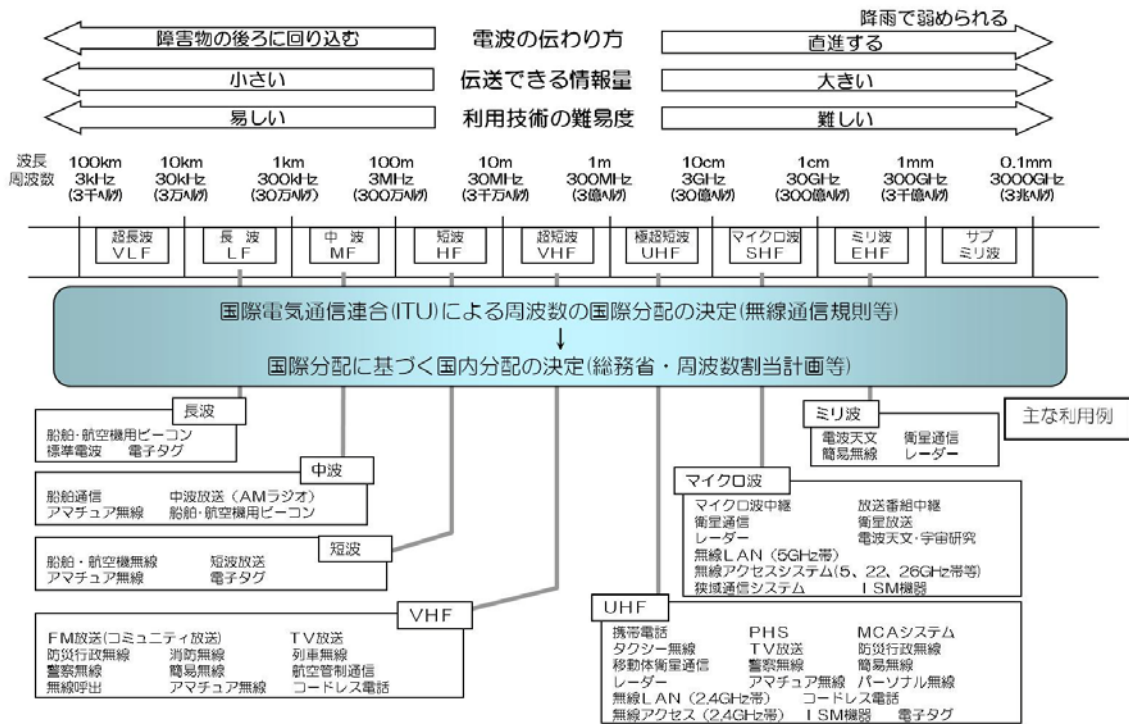 降雨で弱められる
障害物の後ろに回り込む 電波の伝わり方 直進する
小さい 伝送できる情報量 大きい
易しい 利用技術の難易度 難しい
波長 100km 10km 1km 100m 10m 1m 10cm 1cm 1mm 0.1mm
周波数 3kHz 30kHz 300kHz 3MHz 30MHz 300MHz 3GHz 30GHz 300GHz 3000GHz
(3千ヘルツ) (3万ヘルツ) (30万ヘルツ) (300万ヘルツ) (3千万ヘルツ) (3億ヘルツ) (30億ヘルツ) (300億ヘルツ) (3千億ヘルツ) (3兆ヘルツ)
超長波 長 波 中 波 短波 超短波 極超短波 マイクロ波 ミリ波 サブ
VLF LF MF HF VHF UHF SHF EHF ミリ波
国際電気通信連合(ITU)による周波数の国際分配の決定(無線通信規則等)
↓
国際分配に基づく国内分配の決定(総務省・周波数割当計画等)
主な利用例
長波
船舶・航空機用ビーコン
標準電波 電子タグ
中波
船舶通信 中波放送（AMラジオ）
アマチュア無線 船舶・航空機用ビーコン
短波
船舶・航空機無線 短波放送
アマチュア無線 電子タグ
VHF
FM放送(コミュニティ放送) TV放送
防災行政無線 消防無線 列車無線
警察無線 簡易無線 航空管制通信
無線呼出 アマチュア無線 コードレス電話
ミリ波
電波天文 衛星通信
簡易無線 レーダー
マイクロ波
マイクロ波中継 放送番組中継
衛星通信 衛星放送
レーダー 電波天文・宇宙研究
無線LAN（5GHz帯）
無線アクセスシステム(5、22、26GHz帯等)
狭域通信システム ISM機器
UHF
携帯電話 PHS MCAシステム
タクシー無線 TV放送 防災行政無線
移動体衛星通信 警察無線 簡易無線
レーダー アマチュア無線 パーソナル無線
無線LAN（2.4GHz帯） コードレス電話
無線アクセス（2.4GHz帯） ISM機器 電子タグ